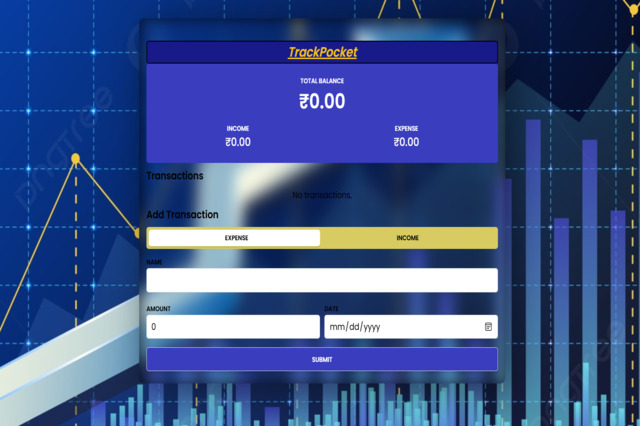 TrackPocket
TOTAL BALANCE
₹0.00
INCOME EXPENSE
₹0.00 ₹0.00
Transactions
No transactions.
Add Transaction
EXPENSE INCOME
NAME
AMOUNT DATE
0 mm/dd/yyyy
SUBMIT
pngtree